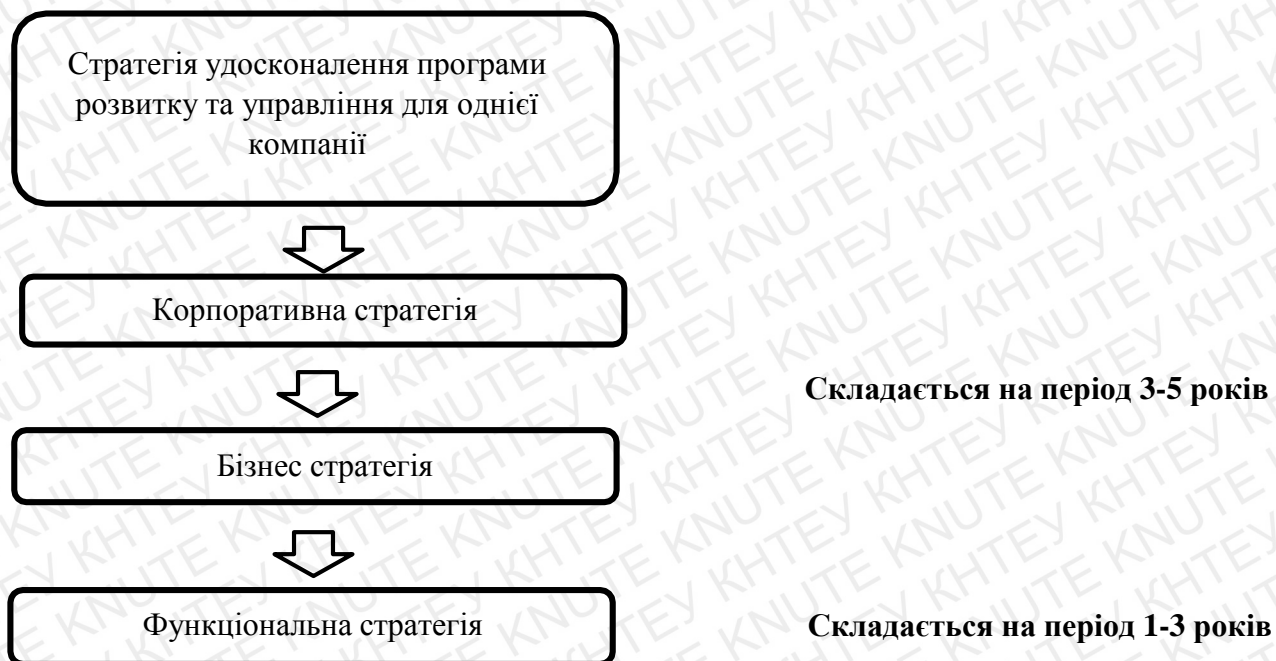 Стратегія удосконалення програми
розвитку та управління для однієї
компанії
Корпоративна стратегія
Складається на період 3-5 років
Бізнес стратегія
Функціональна стратегія
Складається на період 1-3 років